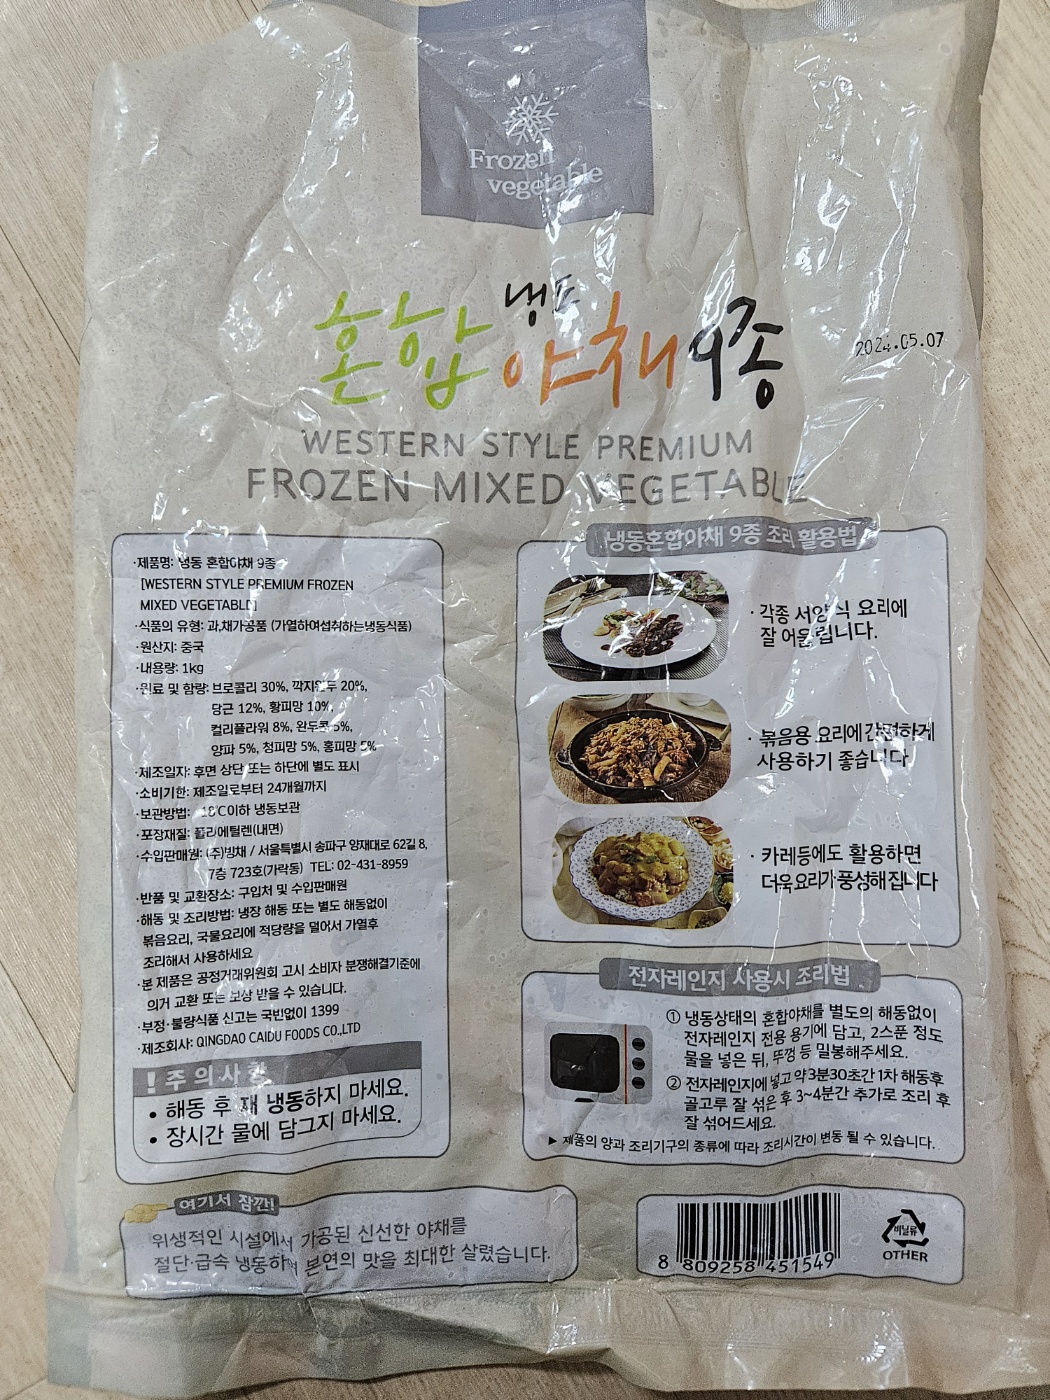 Frozen
vegetable
냉동
혼합야채9종
2024.05.07
WESTERN STYLE PREMIUM
FROZEN MIXED VEGETABLE
·제품명: 냉동 혼합야채 9종
[WESTERN STYLE PREMIUM FROZEN
MIXED VEGETABLE]
·식품의 유형: 과.채가공품 (가열하여섭취하는냉동식품)
·원산지: 중국
·내용량: 1kg
·원료 및 함량: 브로콜리 30%, 깍지완두 20%,
당근 12%, 황피망 10%,
컬리플라워 8%, 완두콩 5%,
양파 5%, 청피망 5%, 홍피망 5%
·제조일자: 후면 상단 또는 하단에 별도 표시
·소비기한: 제조일로부터 24개월까지
·보관방법: -18℃이하 냉동보관
·포장재질: 폴리에틸렌(내면)
·수입판매원: (주)방채 / 서울특별시 송파구 양재대로 62길 8,
7층 723호(가락동) TEL: 02-431-8959
·반품 및 교환장소: 구입처 및 수입판매원
·해동 및 조리방법: 냉장 해동 또는 별도 해동없이
볶음요리, 국물요리에 적당량을 덜어서 가열후
조리해서 사용하세요
·본 제품은 공정거래위원회 고시 소비자 분쟁해결기준에
의거 교환 또는 보상 받을 수 있습니다.
·부정·불량식품 신고는 국번없이 1399
·제조회사: QINGDAO CAIDU FOODS CO.,LTD
! 주의사항
• 해동 후 재 냉동하지 마세요.
• 장시간 물에 담그지 마세요.
여기서 잠깐!
위생적인 시설에서 가공된 신선한 야채를
절단·급속 냉동하여 본연의 맛을 최대한 살렸습니다.
냉동혼합야채 9종 조리 활용법
· 각종 서양식 요리에
잘 어울립니다.
· 볶음용 요리에 간편하게
사용하기 좋습니다.
· 카레등에도 활용하면
더욱 요리가 풍성해집니다
전자레인지 사용시 조리법
① 냉동상태의 혼합야채를 별도의 해동없이
전자레인지 전용 용기에 담고, 2스푼 정도
물을 넣은 뒤, 뚜껑 등 밀봉해주세요.
② 전자레인지에 넣고 약 3분30초간 1차 해동후
골고루 잘 섞은 후 3~4분간 추가로 조리 후
잘 섞어드세요.
▶ 제품의 양과 조리기구의 종류에 따라 조리시간이 변동 될 수 있습니다.
8 809258 451549
비닐류
OTHER